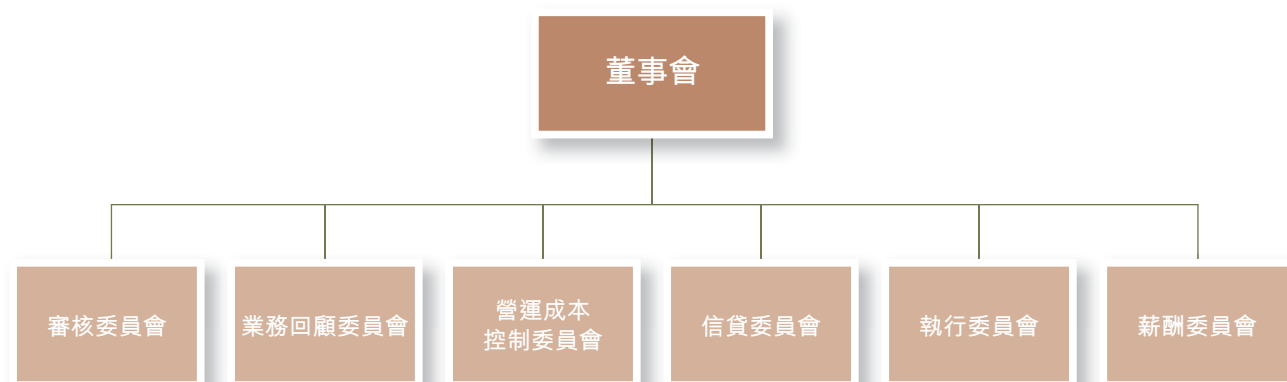 董事會
審核委員會
業務回顧委員會
營運成本
控制委員會
信貸委員會
執行委員會
薪酬委員會